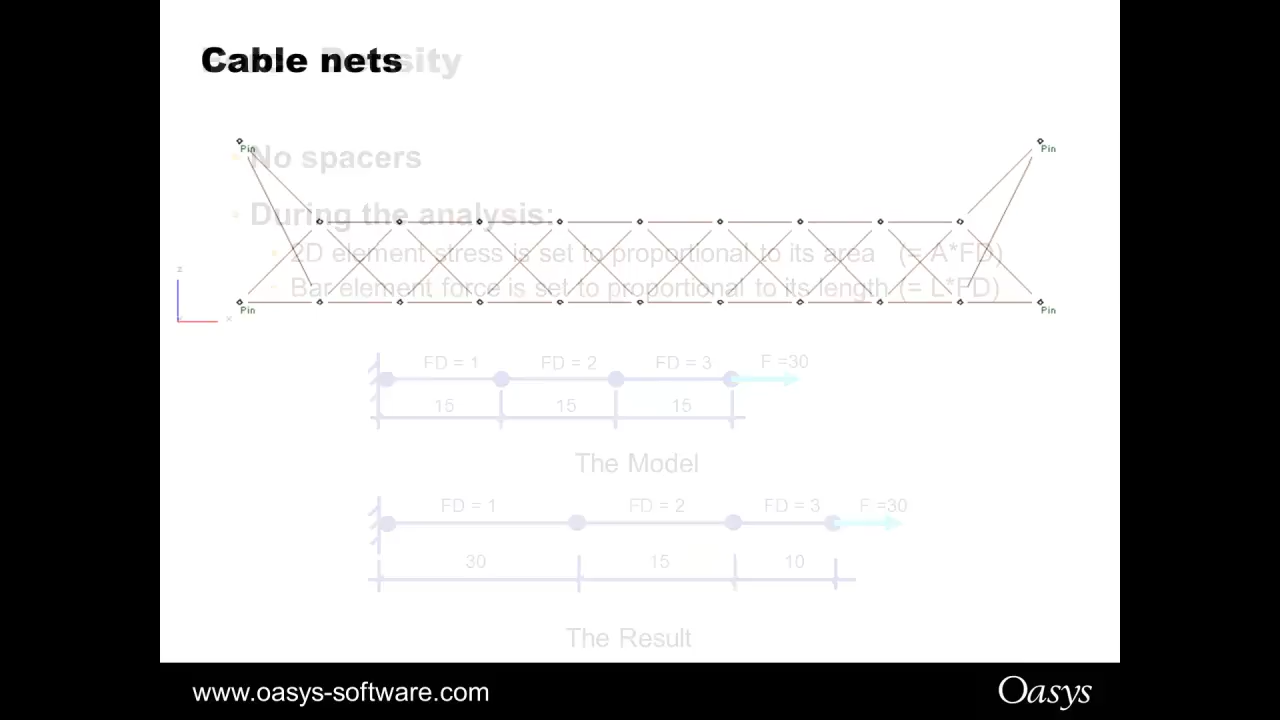 Cable nets
Pin
Pin
No spacers
During the analysis:
2D element stress is set to proportional to its area (= A*FD)
Bar element force is set to proportional to its length (= L*FD)
z
x
Pin
Pin
FD = 1
FD = 2
FD = 3
F =30
15
15
15
The Model
FD = 1
FD = 2
FD = 3
F =30
30
15
10
The Result
www.oasys-software.com
Oasys